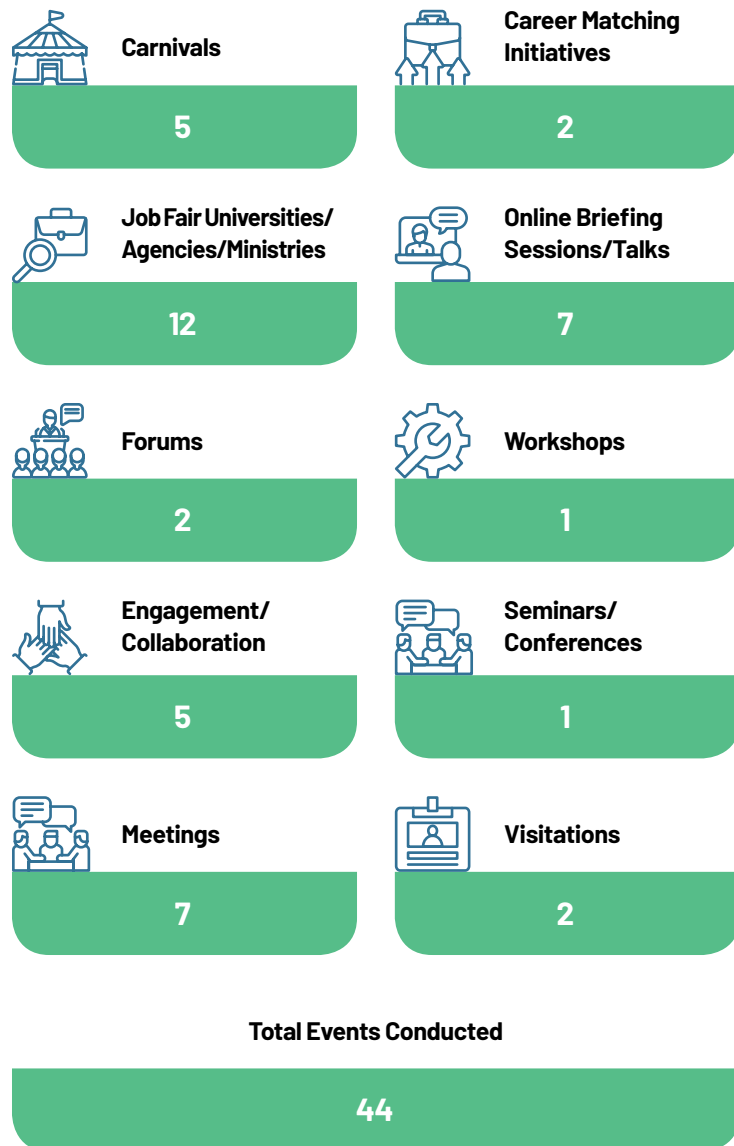 Carnivals
5
Career Matching
Initiatives
2
Job Fair Universities/
Agencies/Ministries
12
Online Briefing
Sessions/Talks
7
Forums
2
Workshops
1
Engagement/
Collaboration
5
Seminars/
Conferences
1
Meetings
7
Visitations
2
Total Events Conducted
44